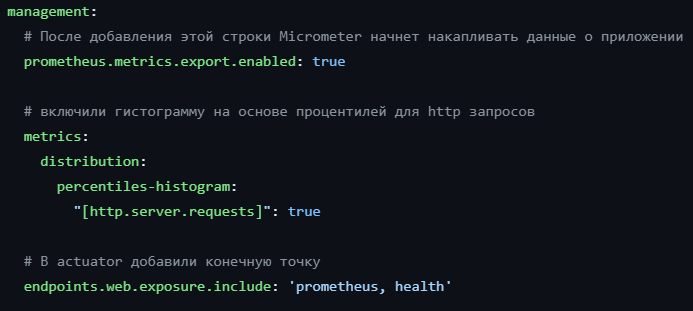 management:
  # После добавления этой строки Micrometer начнет накапливать данные о приложении
  prometheus.metrics.export.enabled: true

  # включили гистограмму на основе процентилей для http запросов
  metrics:
    distribution:
      percentiles-histogram:
        "[http.server.requests]": true

  # В actuator добавили конечную точку
  endpoints.web.exposure.include: 'prometheus, health'